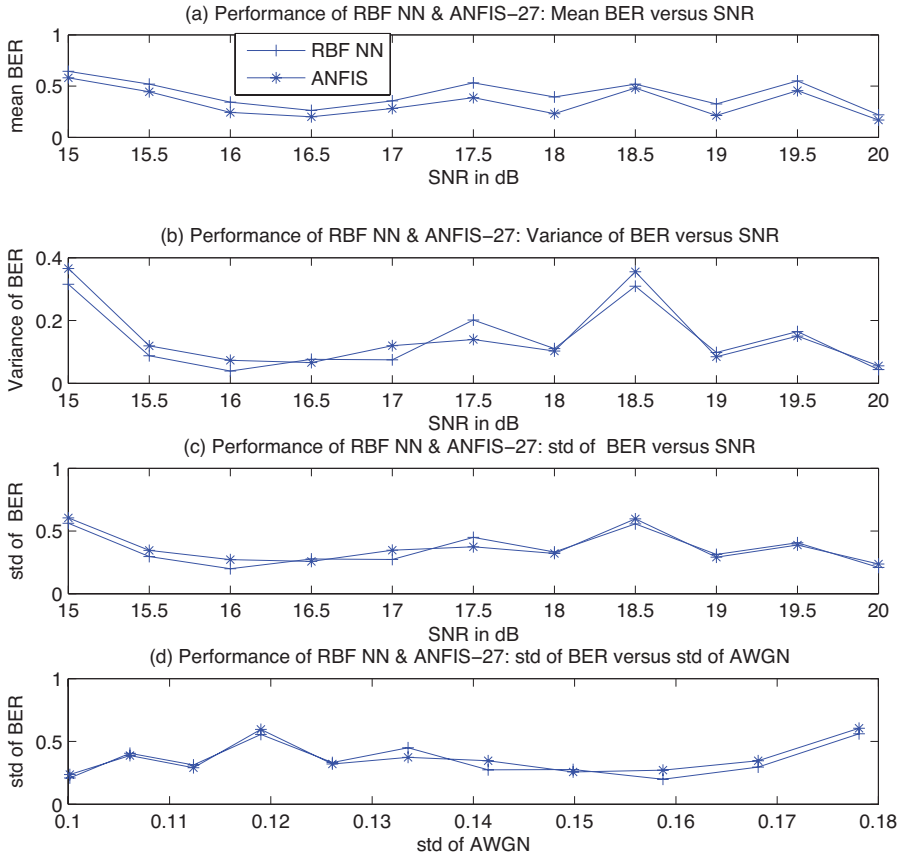 (a) Performance of RBF NN & ANFIS−27: Mean BER versus SNR
mean BER
1
0.5
0
RBF NN
ANFIS
15 15.5 16 16.5 17 17.5 18 18.5 19 19.5 20
SNR in dB
(b) Performance of RBF NN & ANFIS−27: Variance of BER versus SNR
Variance of BER
0.4
0.2
0
15 15.5 16 16.5 17 17.5 18 18.5 19 19.5 20
SNR in dB
(c) Performance of RBF NN & ANFIS−27: std of BER versus SNR
std of BER
1
0.5
0
15 15.5 16 16.5 17 17.5 18 18.5 19 19.5 20
SNR in dB
(d) Performance of RBF NN & ANFIS−27: std of BER versus std of AWGN
std of BER
1
0.5
0
0.1 0.11 0.12 0.13 0.14 0.15 0.16 0.17 0.18
std of AWGN